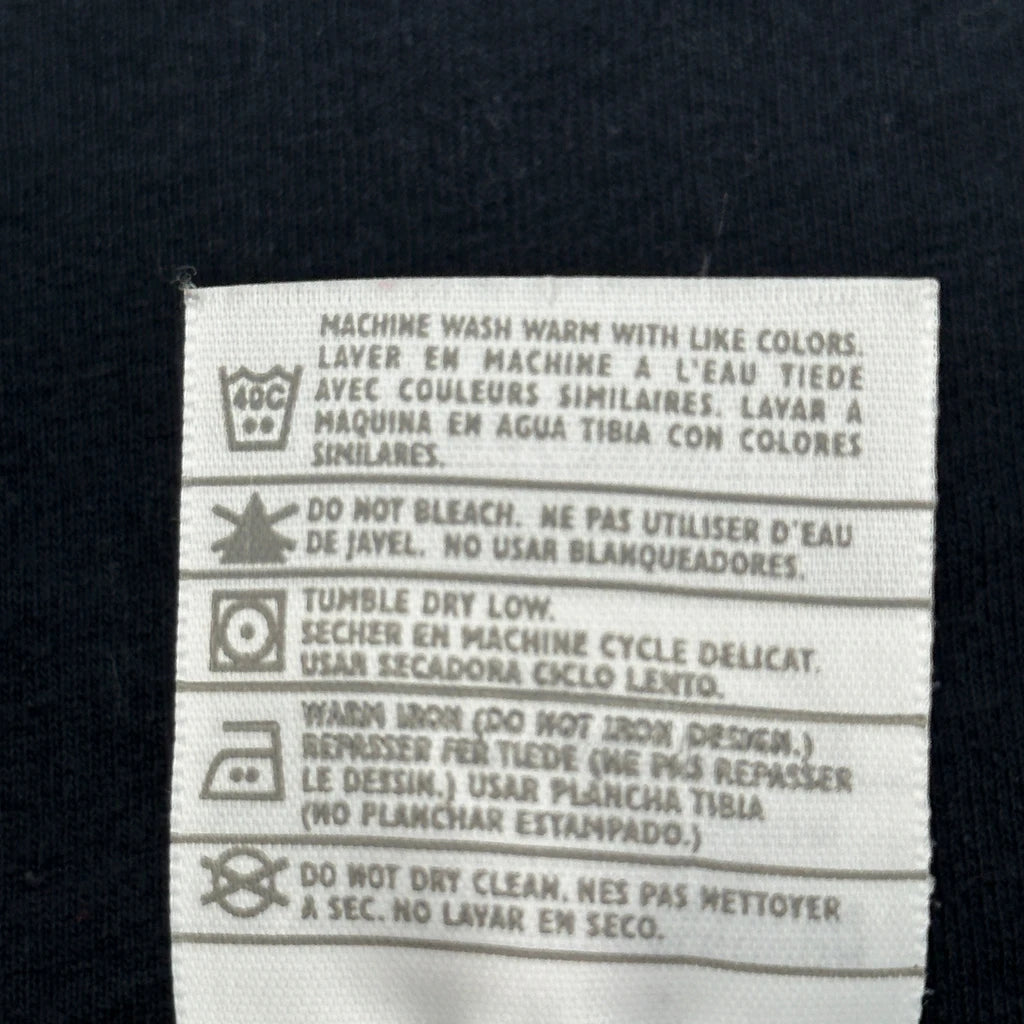 MACHINE WASH WARM WITH LIKE COLORS.
LAVER EN MACHINE A L'EAU TIEDE
AVEC COULEURS SIMILAIRES. LAVAR A
MAQUINA EN AGUA TIBIA CON COLORES
SIMILARES.
40C
DO NOT BLEACH. NE PAS UTILISER D'EAU
DE JAVEL. NO USAR BLANQUEADORES.
TUMBLE DRY LOW.
SECHER EN MACHINE CYCLE DELICAT.
USAR SECADORA CICLO LENTO.
WARM IRON (DO NOT IRON DESIGN.)
REPASSER FER TIEDE (NE PAS REPASSER
LE DESSIN.) USAR PLANCHA TIBIA
(NO PLANCHAR ESTAMPADO.)
DO NOT DRY CLEAN. NES PAS NETTOYER
A SEC. NO LAVAR EN SECO.